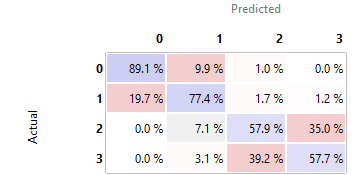 Predicted
0 1 2 3
0 89.1 % 9.9 % 1.0 % 0.0 %
1 19.7 % 77.4 % 1.7 % 1.2 %
Actual
2 0.0 % 7.1 % 57.9 % 35.0 %
3 0.0 % 3.1 % 39.2 % 57.7 %